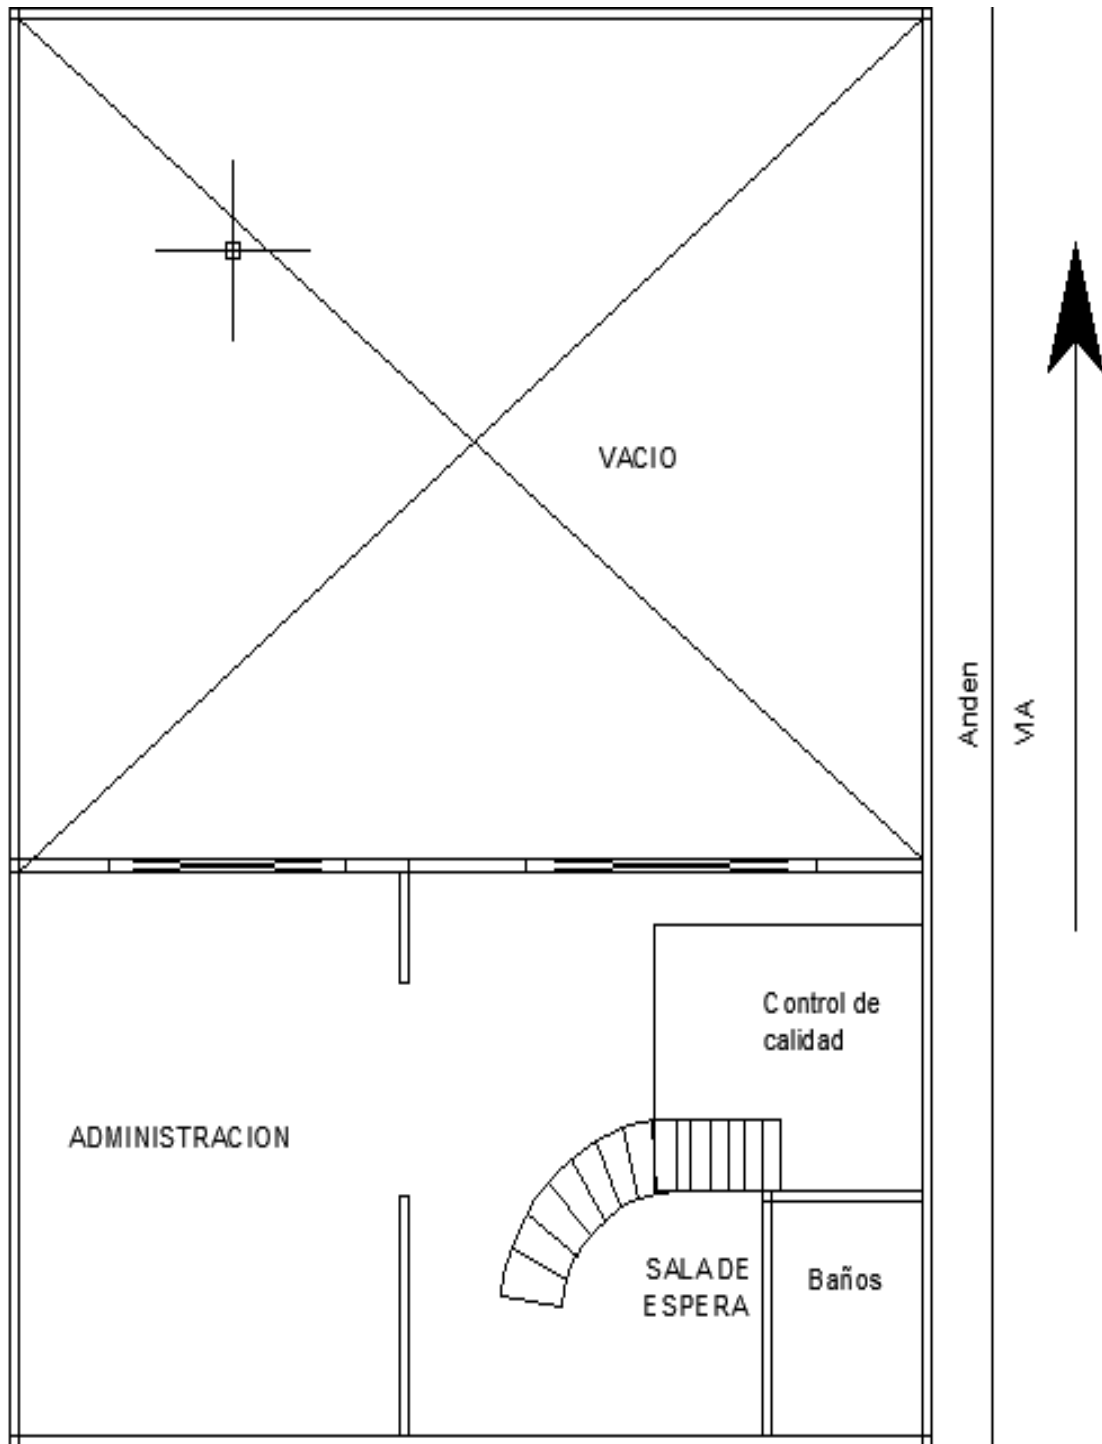 VACIO
Anden
VIA
Control de
calidad
ADMINISTRACION
SALA DE
ESPERA
Baños